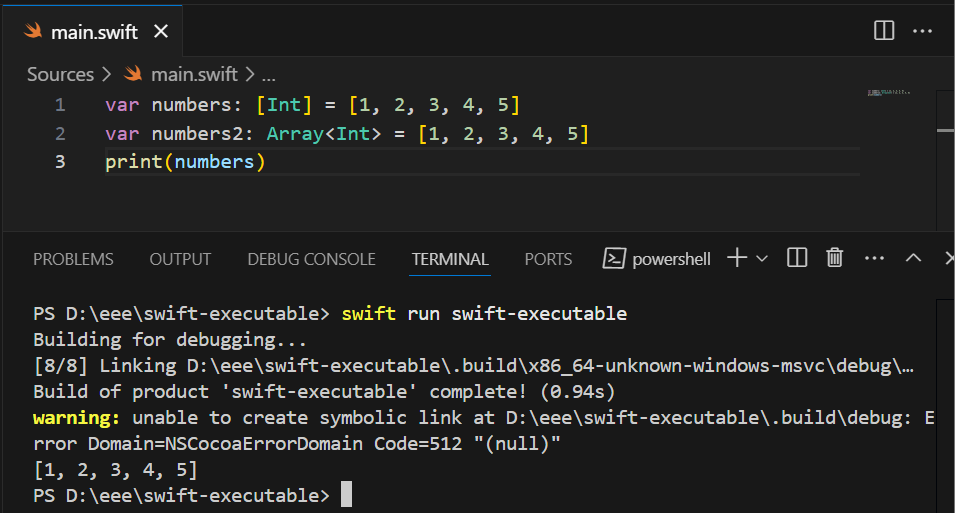 main.swift
Sources > main.swift > ...
1 var numbers: [Int] = [1, 2, 3, 4, 5]
2 var numbers2: Array<Int> = [1, 2, 3, 4, 5]
3 print(numbers)
PROBLEMS OUTPUT DEBUG CONSOLE TERMINAL PORTS powershell
PS D:\eee\swift-executable> swift run swift-executable
Building for debugging...
[8/8] Linking D:\eee\swift-executable\.build\x86_64-unknown-windows-msvc\debug\…
Build of product 'swift-executable' complete! (0.94s)
warning: unable to create symbolic link at D:\eee\swift-executable\.build\debug: E
rror Domain=NSCocoaErrorDomain Code=512 "(null)"
[1, 2, 3, 4, 5]
PS D:\eee\swift-executable>